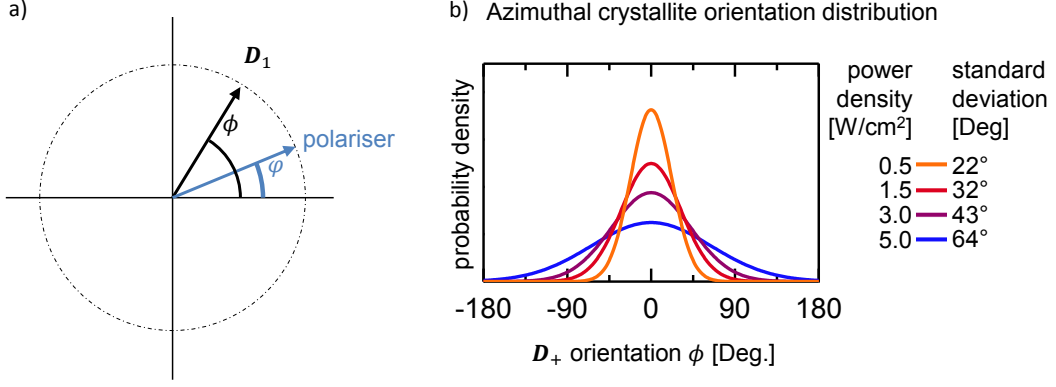 a)
D₁
ϕ
polariser
φ
b) Azimuthal crystallite orientation distribution
probability density
-180 -90 0 90 180
D₊ orientation ϕ [Deg.]
power density [W/cm²]
standard deviation [Deg]
0.5 22°
1.5 32°
3.0 43°
5.0 64°